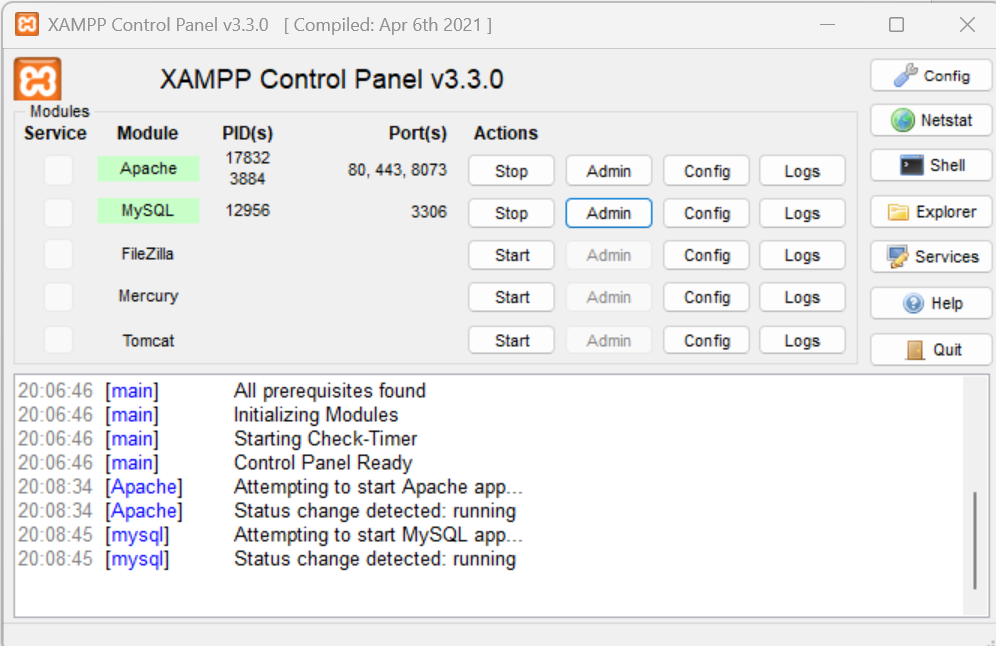 XAMPP Control Panel v3.3.0 [ Compiled: Apr 6th 2021 ]
XAMPP Control Panel v3.3.0
Config
Modules
Service Module PID(s) Port(s) Actions
Netstat
Apache 17832 3884 80, 443, 8073 Stop Admin Config Logs
Shell
MySQL 12956 3306 Stop Admin Config Logs
Explorer
FileZilla Start Admin Config Logs
Services
Mercury Start Admin Config Logs
Help
Tomcat Start Admin Config Logs
Quit
20:06:46 [main] All prerequisites found
20:06:46 [main] Initializing Modules
20:06:46 [main] Starting Check-Timer
20:06:46 [main] Control Panel Ready
20:08:34 [Apache] Attempting to start Apache app...
20:08:34 [Apache] Status change detected: running
20:08:45 [mysql] Attempting to start MySQL app...
20:08:45 [mysql] Status change detected: running